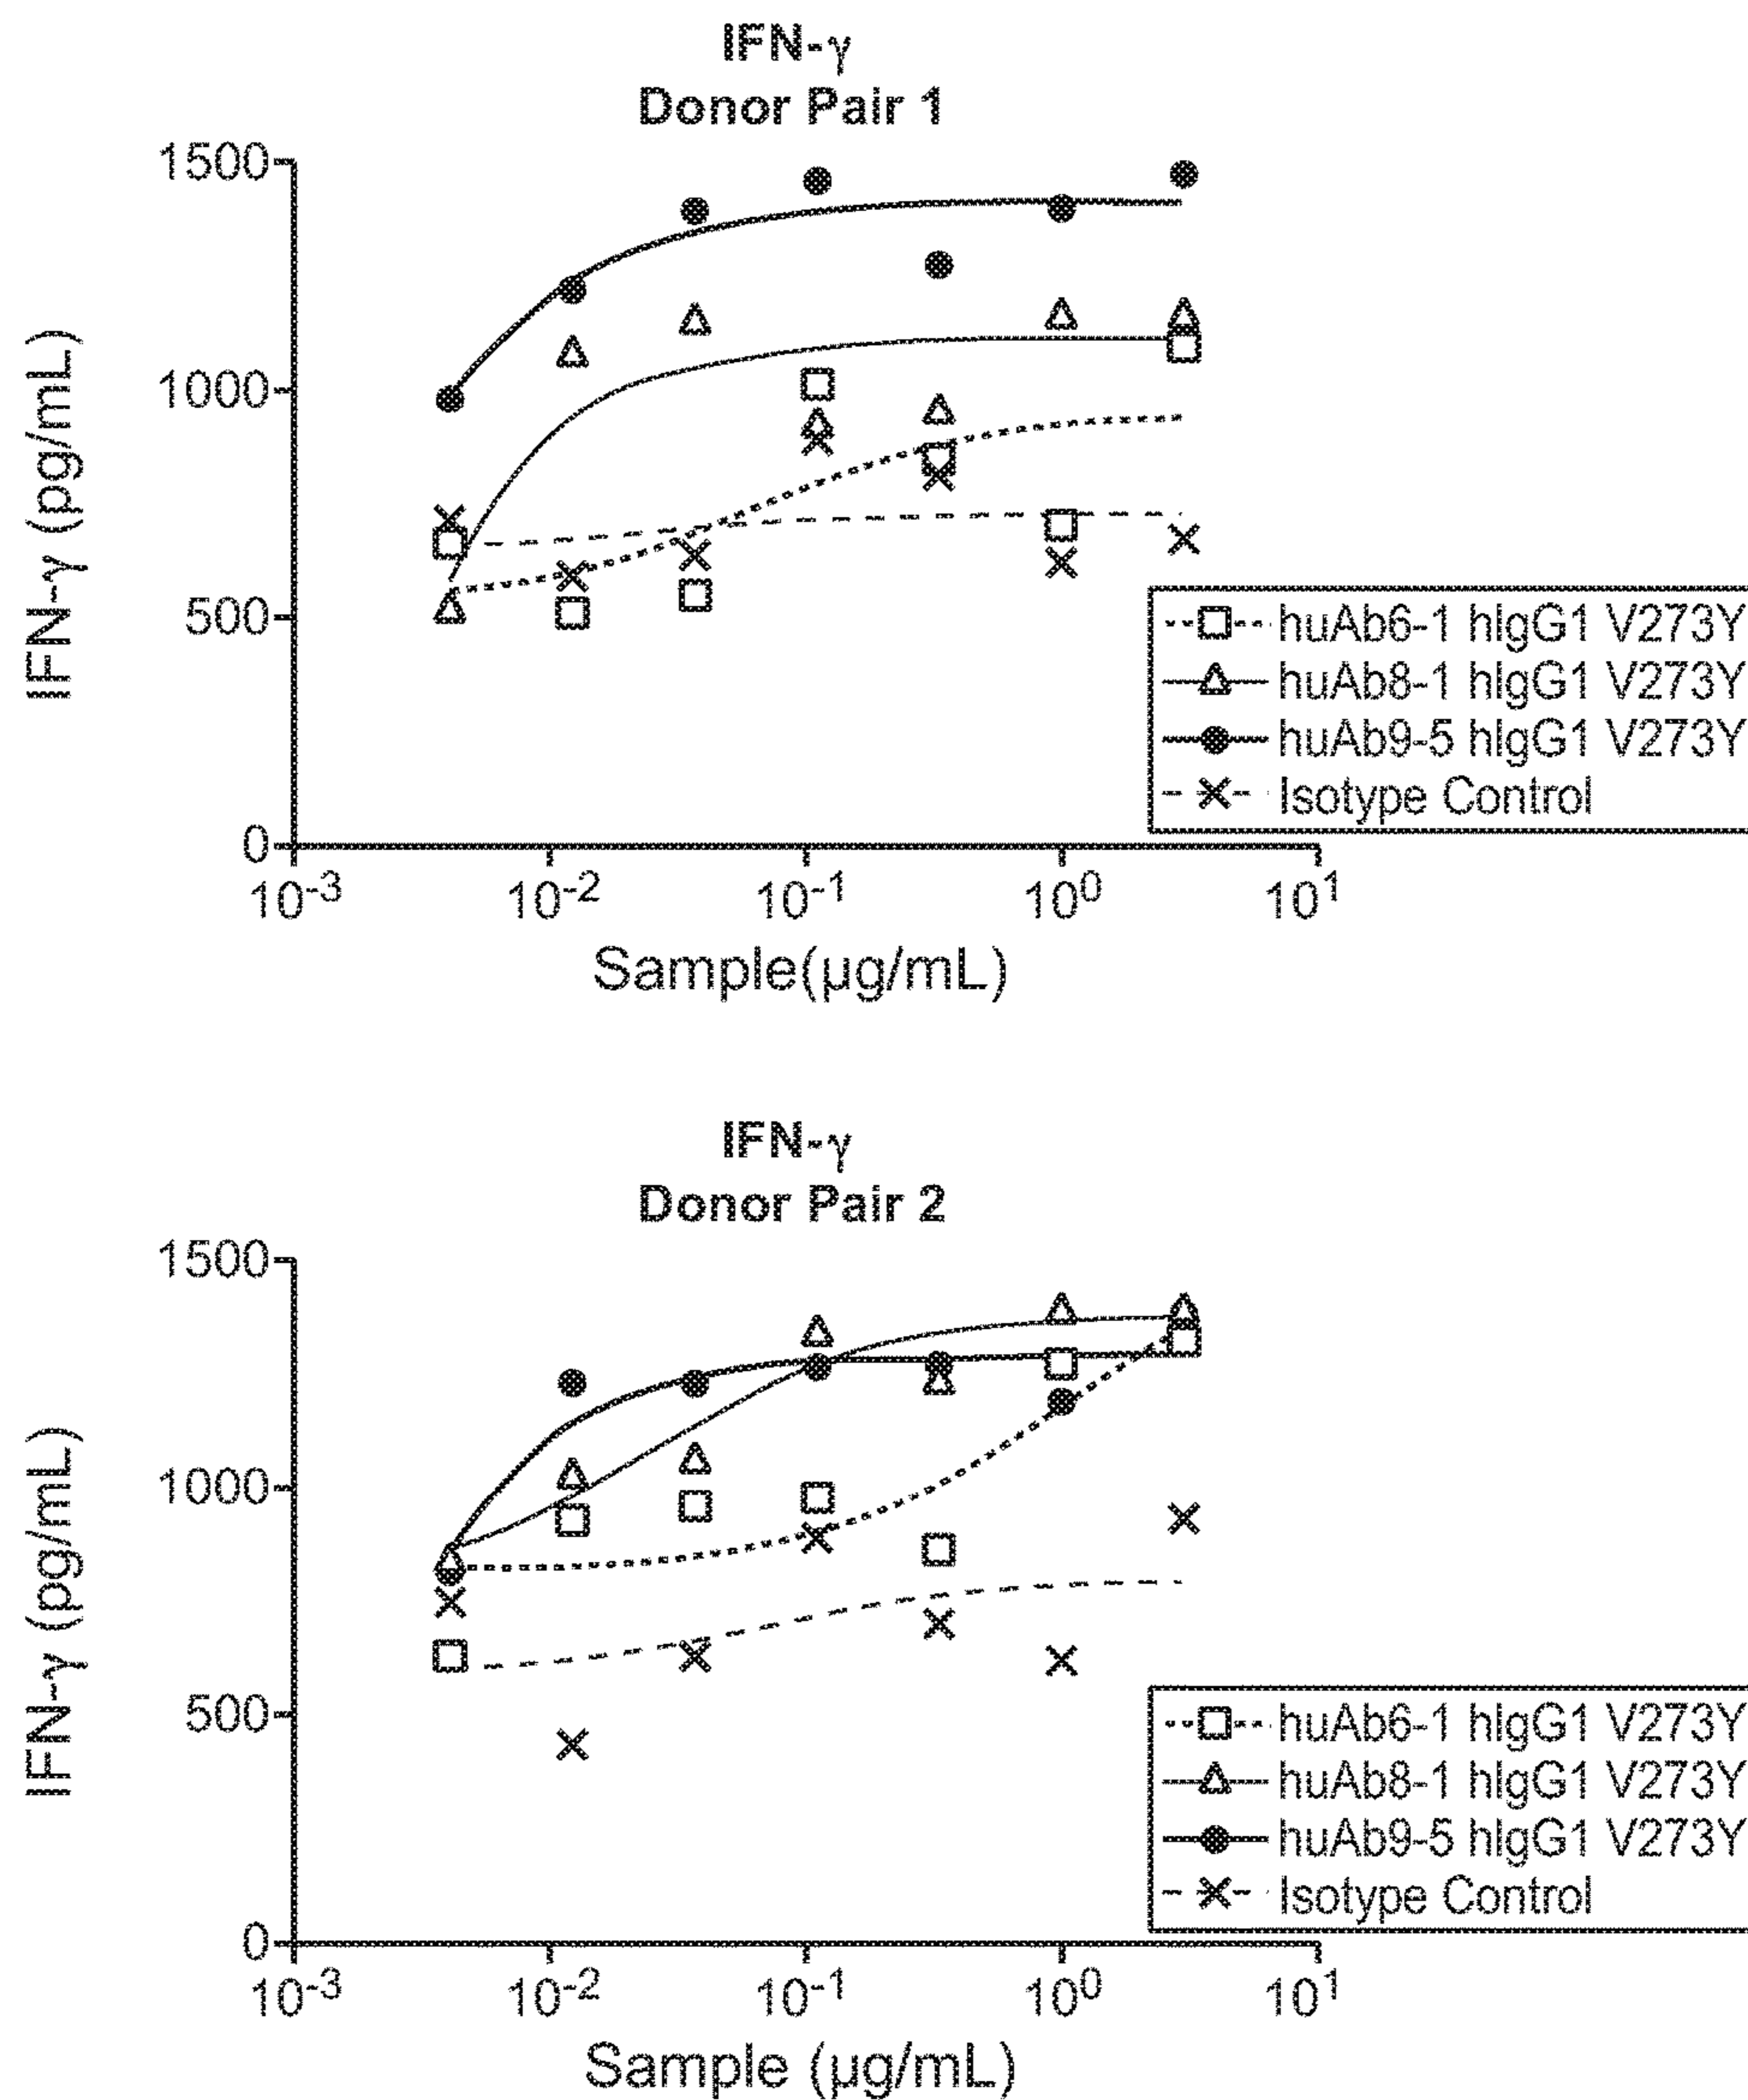 IFN-γ
Donor Pair 1
IFN-γ (pg/mL)
1500
1000
500
0
10-3
10-2
10-1
100
101
Sample(µg/mL)
huAb6-1 hIgG1 V273Y
huAb8-1 hIgG1 V273Y
huAb9-5 hIgG1 V273Y
Isotype Control
IFN-γ
Donor Pair 2
IFN-γ (pg/mL)
1500
1000
500
0
10-3
10-2
10-1
100
101
Sample (µg/mL)
huAb6-1 hIgG1 V273Y
huAb8-1 hIgG1 V273Y
huAb9-5 hIgG1 V273Y
Isotype Control